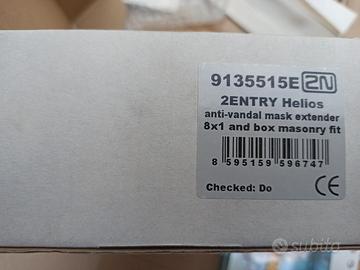 9135515E 2N
2ENTRY Helios
anti-vandal mask extender
8x1 and box masonry fit
8 595159 596747
Checked: Do CE
subito